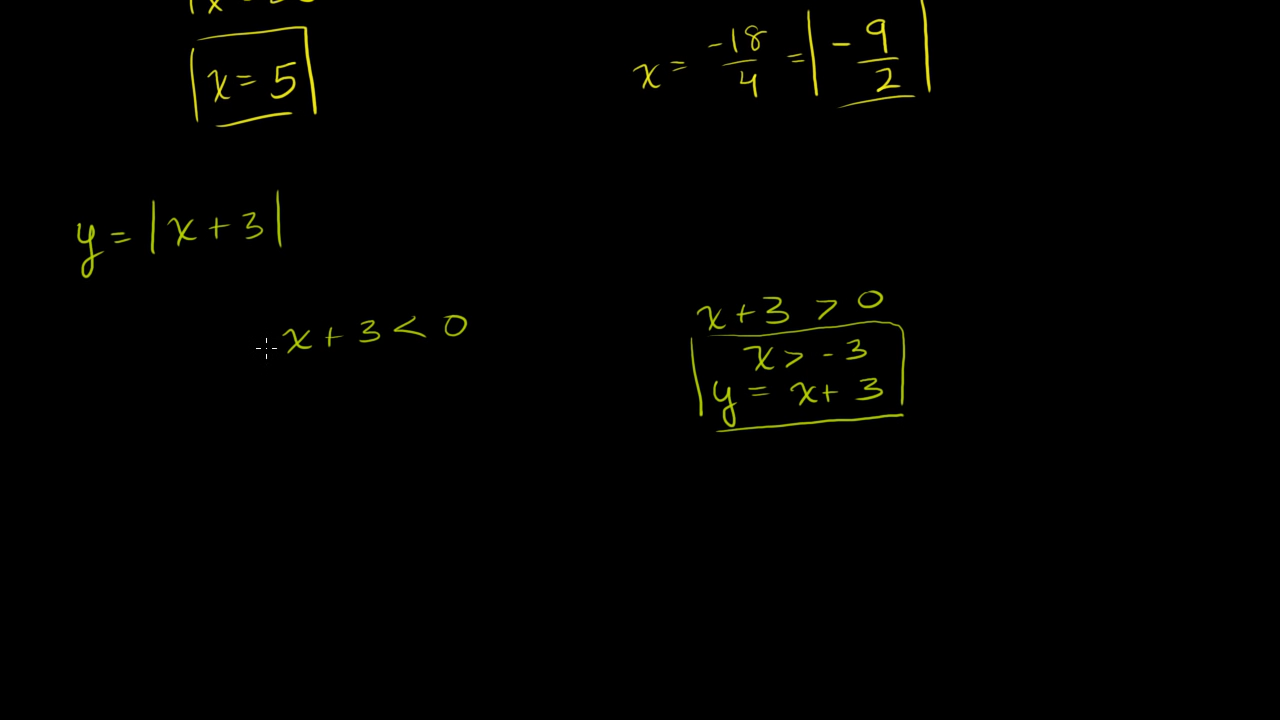 x = 5
x = -18/4 = -9/2
y = |x + 3|
x + 3 < 0
x + 3 > 0
x > -3
y = x + 3